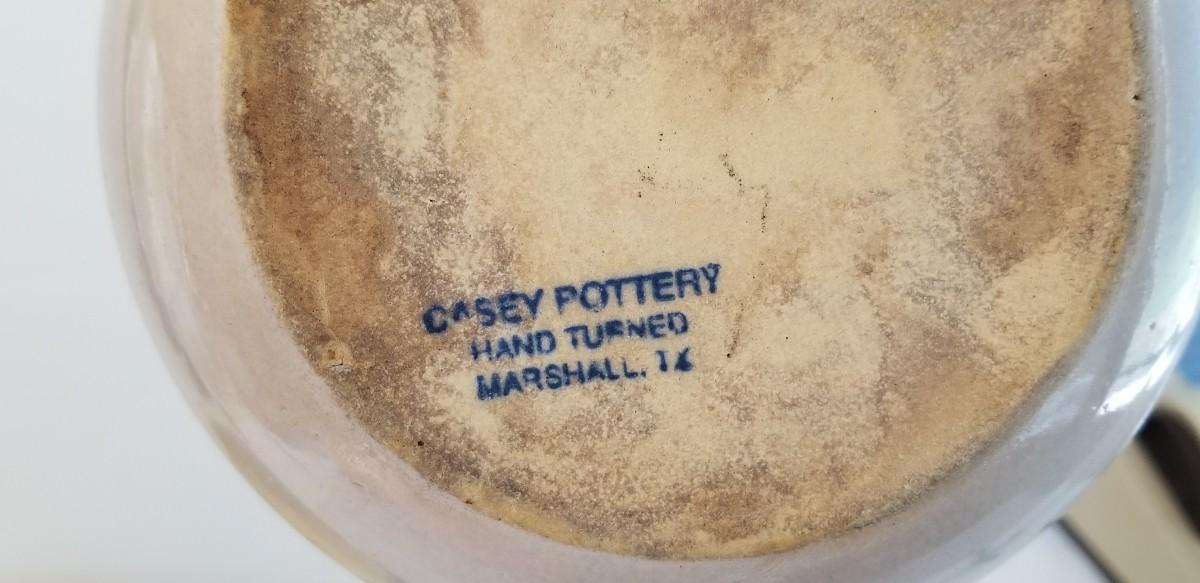 CASEY POTTERY
HAND TURNED
MARSHALL, TX